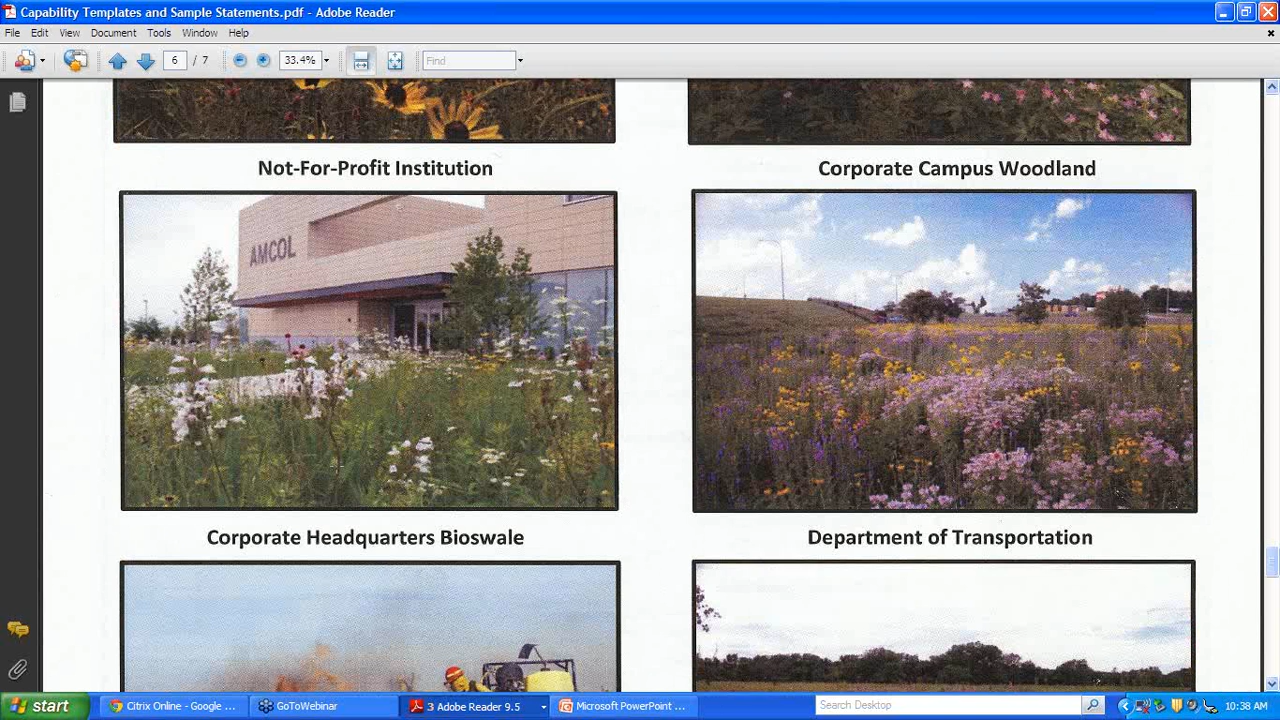 Capability Templates and Sample Statements.pdf - Adobe Reader
File Edit View Document Tools Window Help
6 / 7 33.4% Find
Not-For-Profit Institution
Corporate Campus Woodland
AMCOL
Corporate Headquarters Bioswale
Department of Transportation
start
Citrix Online - Google ...
GoToWebinar
3 Adobe Reader 9.5
Microsoft PowerPoint ...
Search Desktop
10:38 AM